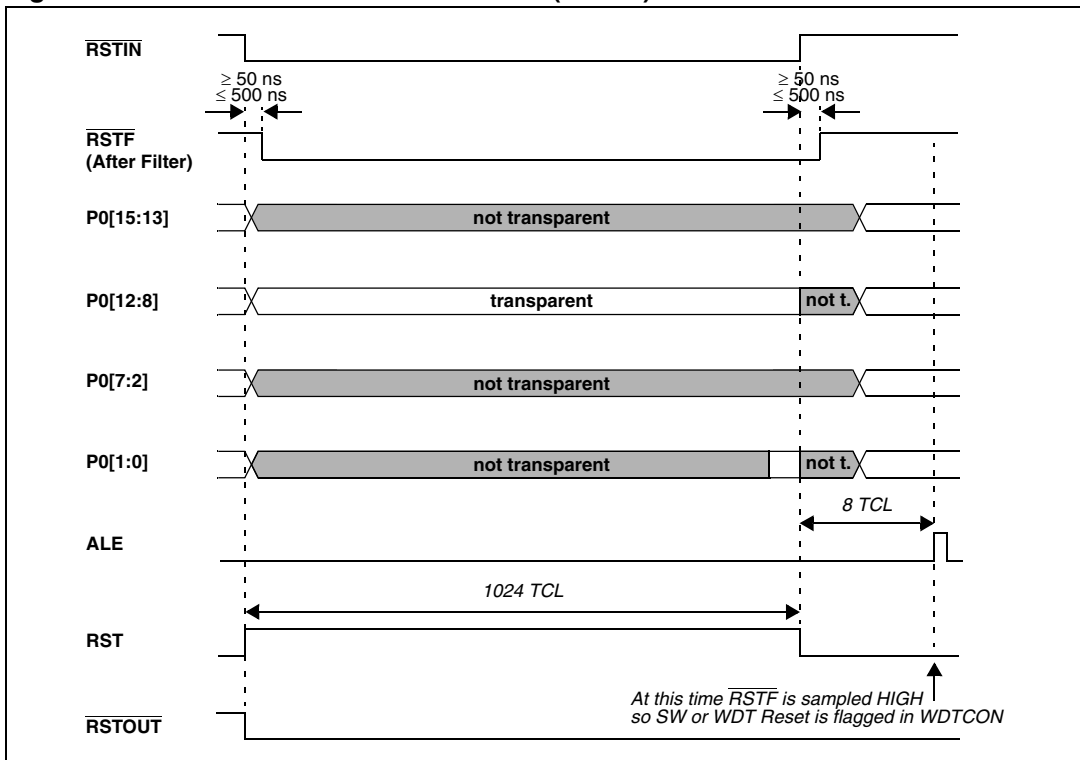 RSTIN
≥ 50 ns
≤ 500 ns
≥ 50 ns
≤ 500 ns
RSTF
(After Filter)
P0[15:13]
not transparent
P0[12:8]
transparent
not t.
P0[7:2]
not transparent
P0[1:0]
not transparent
not t.
8 TCL
ALE
1024 TCL
RST
At this time RSTF is sampled HIGH
so SW or WDT Reset is flagged in WDTCON
RSTOUT